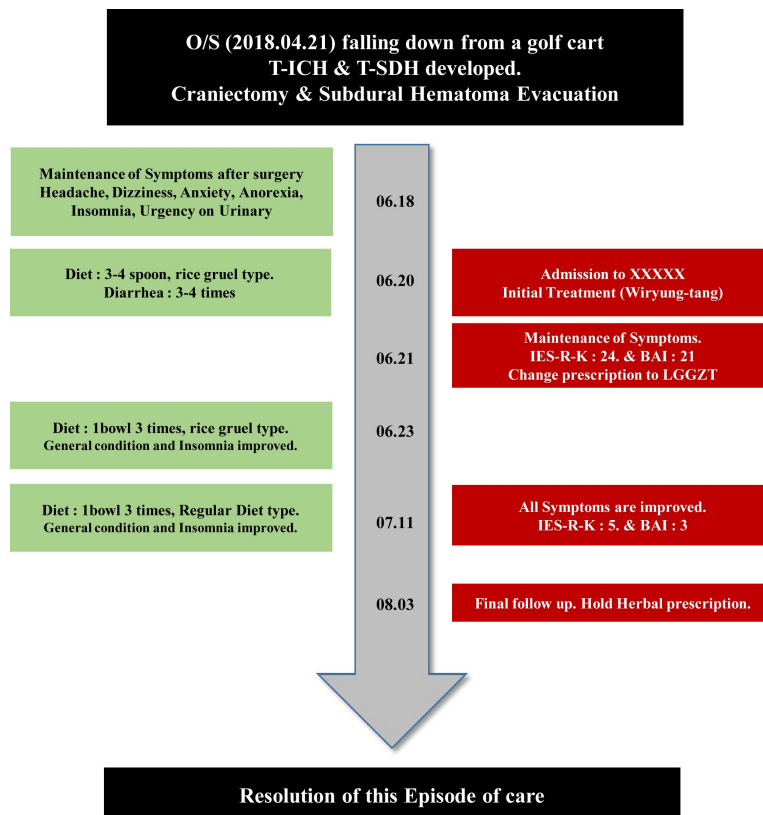 O/S (2018.04.21) falling down from a golf cart
T-ICH & T-SDH developed.
Craniectomy & Subdural Hematoma Evacuation
Maintenance of Symptoms after surgery
Headache, Dizziness, Anxiety, Anorexia,
Insomnia, Urgency on Urinary
06.18
Diet : 3-4 spoon, rice gruel type.
Diarrhea : 3-4 times
06.20
Admission to XXXXX
Initial Treatment (Wiryung-tang)
06.21
Maintenance of Symptoms.
IES-R-K : 24. & BAI : 21
Change prescription to LGGZT
Diet : 1bowl 3 times, rice gruel type.
General condition and Insomnia improved.
06.23
Diet : 1bowl 3 times, Regular Diet type.
General condition and Insomnia improved.
07.11
All Symptoms are improved.
IES-R-K : 5. & BAI : 3
08.03
Final follow up. Hold Herbal prescription.
Resolution of this Episode of care